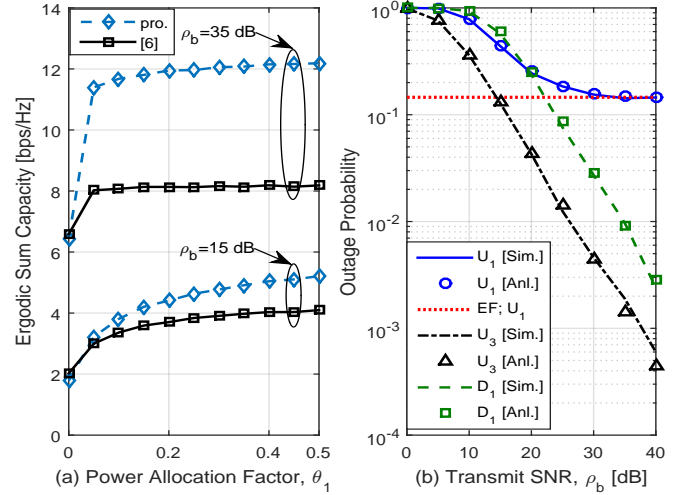 14
12
10
8
6
4
2
0
Ergodic Sum Capacity [bps/Hz]
pro.
[6]
ρb=35 dB
ρb=15 dB
0
0.2
0.4
0.5
(a) Power Allocation Factor, θ1
10^0
10^-1
10^-2
10^-3
10^-4
Outage Probability
U1 [Sim.]
U1 [Anl.]
EF; U1
U3 [Sim.]
U3 [Anl.]
D1 [Sim.]
D1 [Anl.]
0
10
20
30
40
(b) Transmit SNR, ρb [dB]